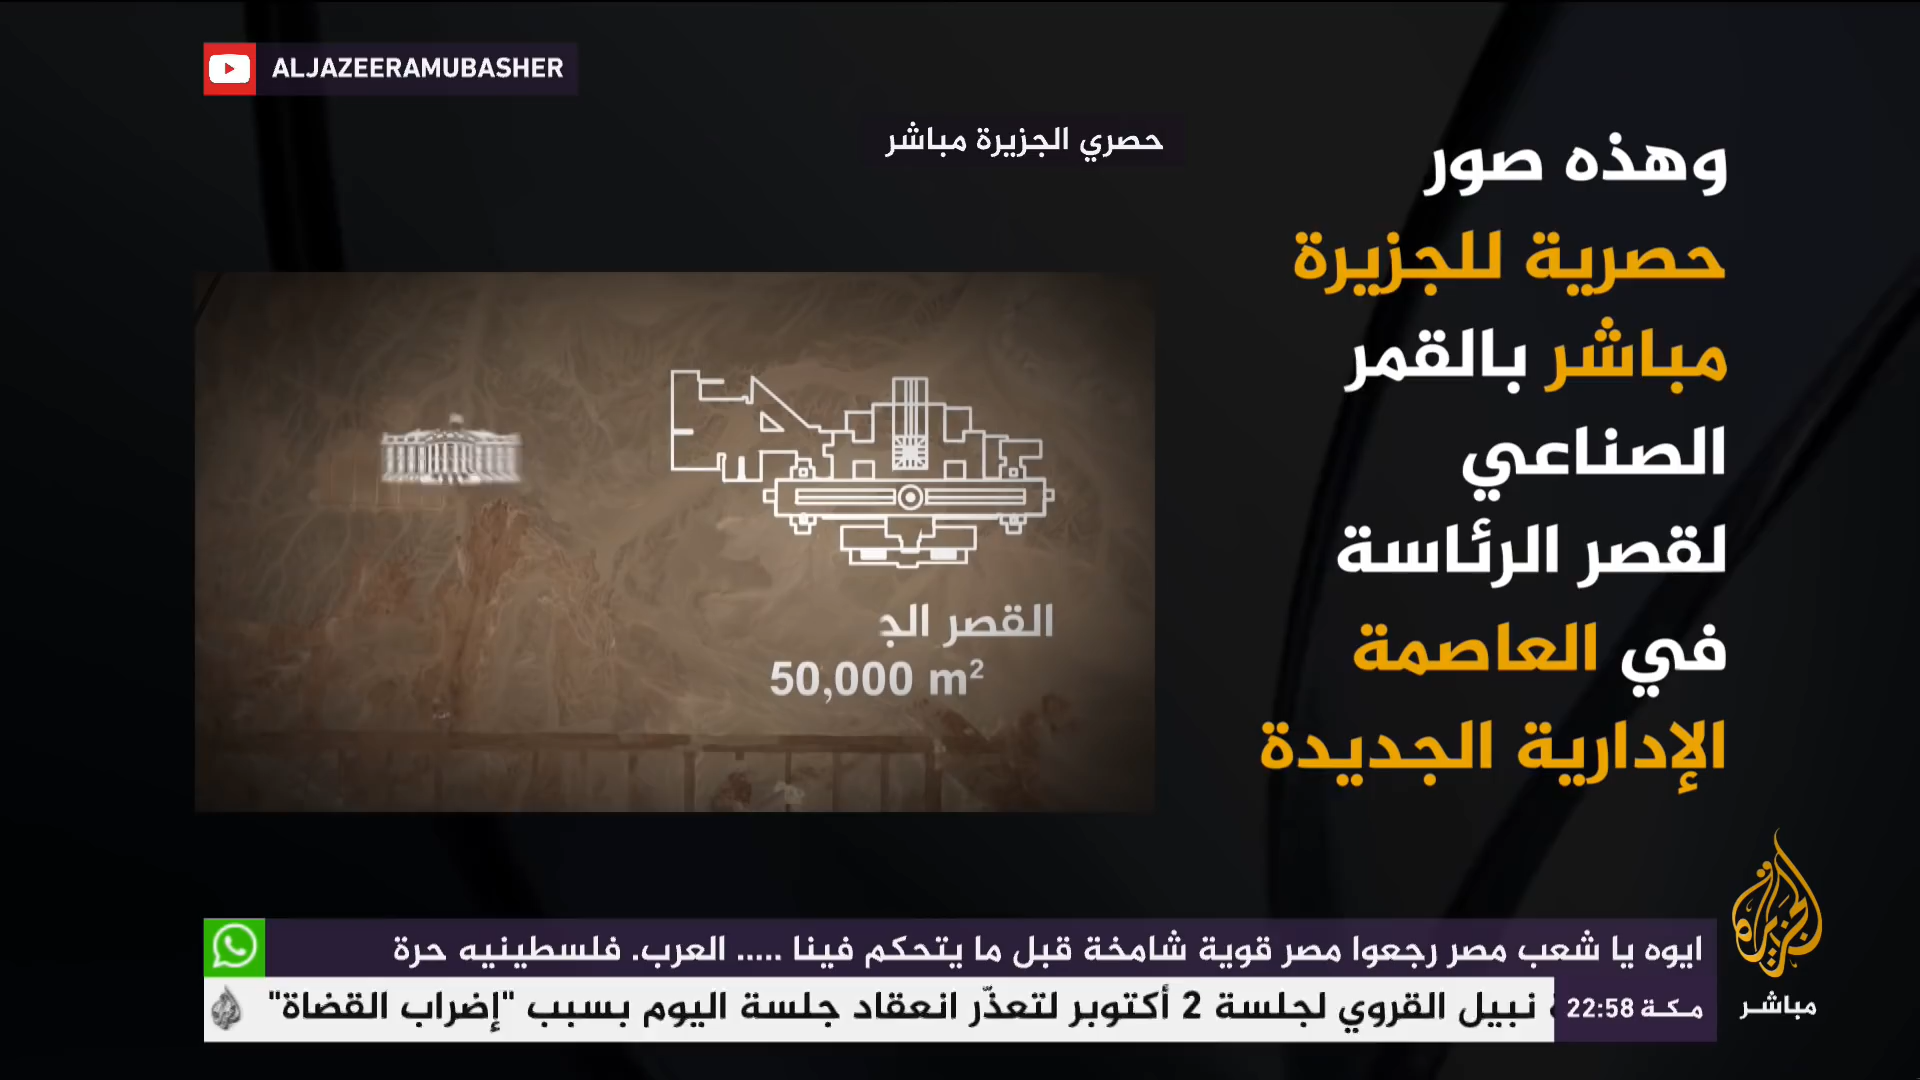 ALJAZEERAMUBASHER
حصري الجزيرة مباشر
وهذه صور
حصرية للجزيرة
مباشر بالقمر
الصناعي
لقصر الرئاسة
في العاصمة
الإدارية الجديدة
القصر الج
50,000 m²
ايوه يا شعب مصر رجعوا مصر قوية شامخة قبل ما يتحكم فينا ..... العرب. فلسطينيه حرة
نبيل القروي لجلسة 2 أكتوبر لتعذّر انعقاد جلسة اليوم بسبب "إضراب القضاة"
مكة 22:58
الجزيرة
مباشر